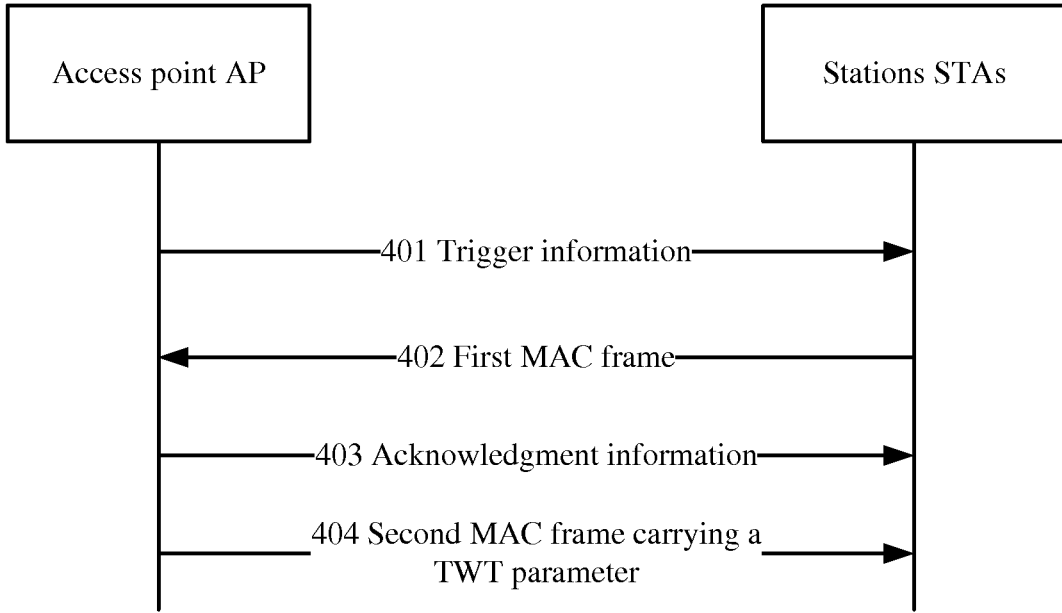 Access point AP
Stations STAs
401 Trigger information
402 First MAC frame
403 Acknowledgment information
404 Second MAC frame carrying a
TWT parameter